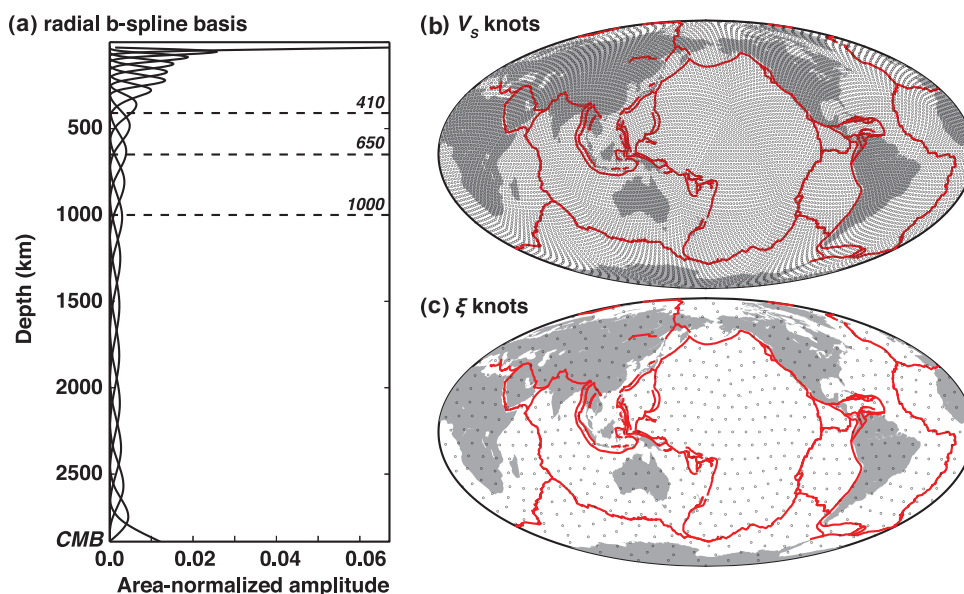 (a) radial b-spline basis
410
500
650
1000
1000
1500
2000
2500
CMB
Depth (km)
0.0
0.02
0.04
0.06
Area-normalized amplitude
(b) Vs knots
(c) ξ knots